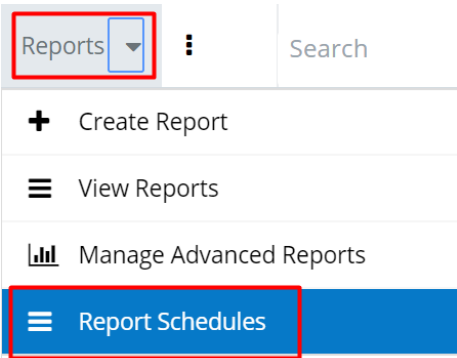 Reports
Search
Create Report
View Reports
Manage Advanced Reports
Report Schedules